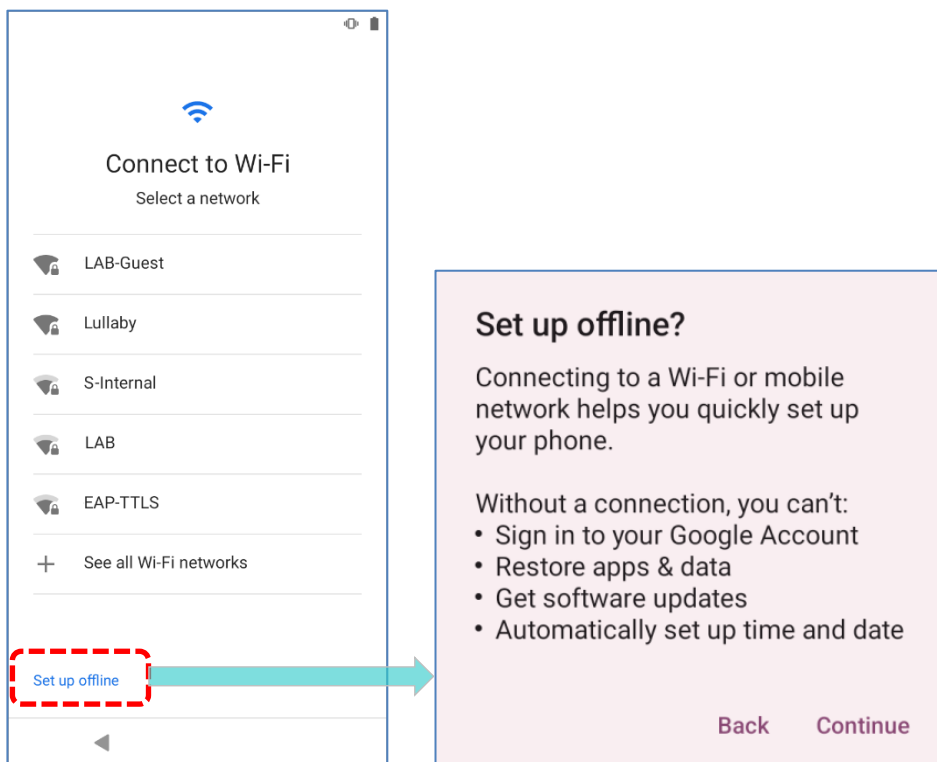 Connect to Wi-Fi
Select a network
LAB-Guest
Lullaby
S-Internal
LAB
EAP-TTLS
See all Wi-Fi networks
Set up offline
Set up offline?
Connecting to a Wi-Fi or mobile
network helps you quickly set up
your phone.
Without a connection, you can't:
• Sign in to your Google Account
• Restore apps & data
• Get software updates
• Automatically set up time and date
Back Continue